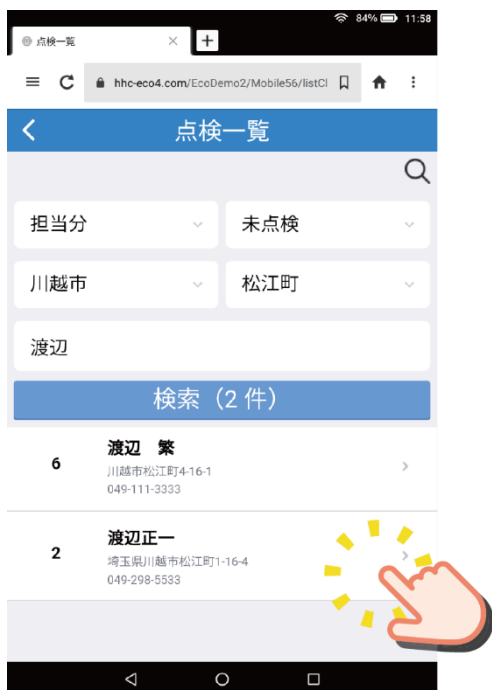 84% 11:58
点検一覧
hhc-eco4.com/EcoDemo2/Mobile56/listCl
点検一覧
担当分 未点検
川越市 松江町
渡辺
検索（2 件）
渡辺　繁
6
川越市松江町4-16-1
049-111-3333
渡辺正一
2
埼玉県川越市松江町1-16-4
049-298-5533